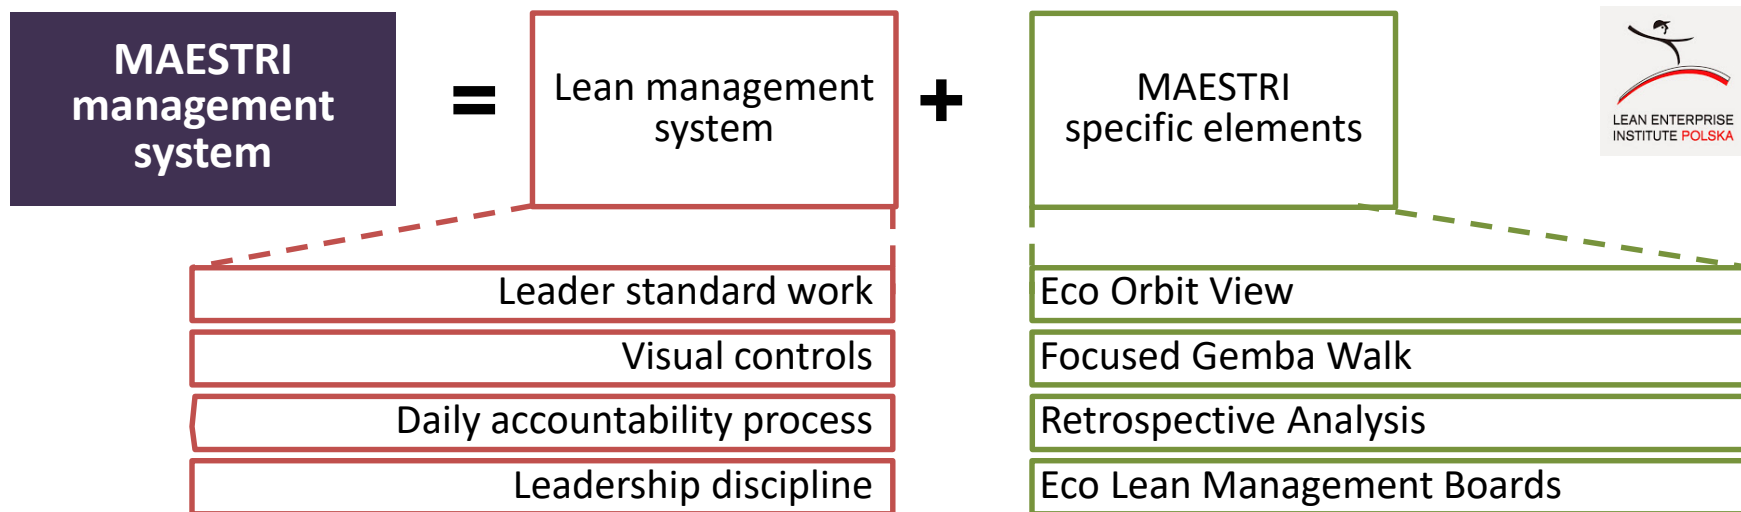 MAESTRI
management
system
=
Lean management
system
+
MAESTRI
specific elements
LEAN ENTERPRISE
INSTITUTE POLSKA
Leader standard work
Visual controls
Daily accountability process
Leadership discipline
Eco Orbit View
Focused Gemba Walk
Retrospective Analysis
Eco Lean Management Boards